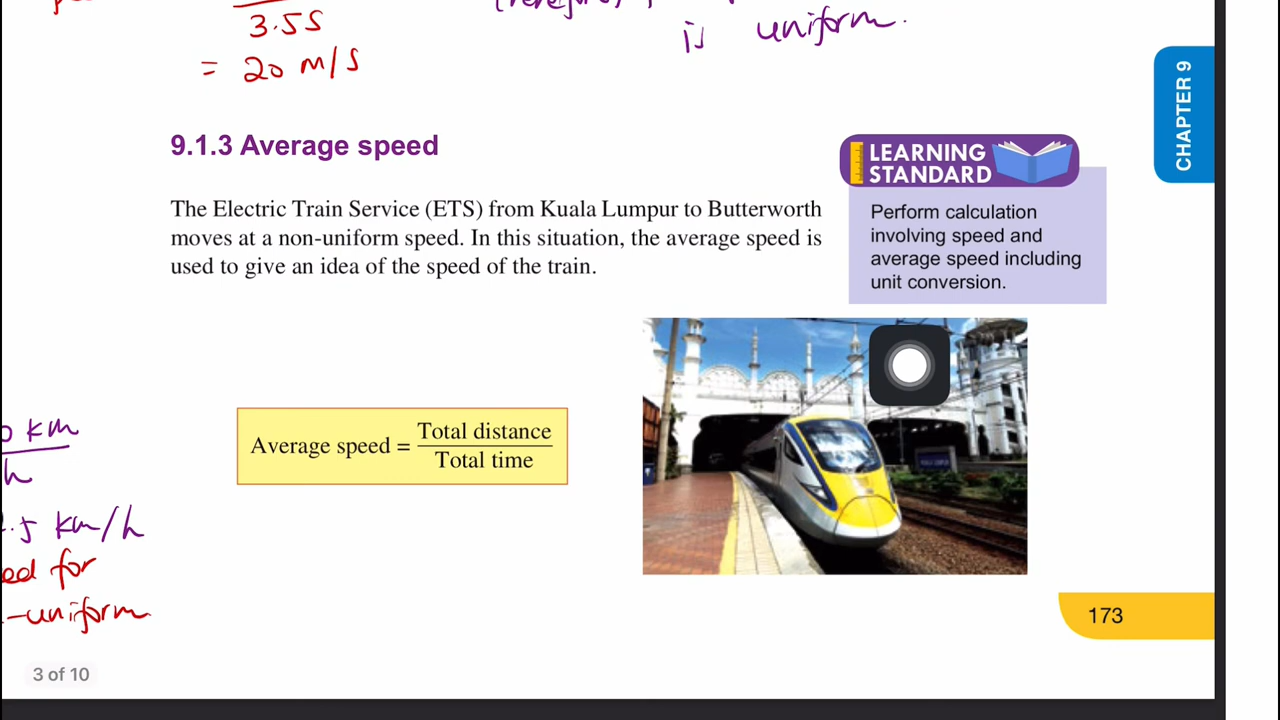 3.5s
is uniform.
= 20 m/s
CHAPTER 9
9.1.3 Average speed
LEARNING
STANDARD
The Electric Train Service (ETS) from Kuala Lumpur to Butterworth
moves at a non-uniform speed. In this situation, the average speed is
used to give an idea of the speed of the train.
Perform calculation
involving speed and
average speed including
unit conversion.
km
h
Average speed = Total distance
Total time
.5 km/h
for
-uniform
173
3 of 10